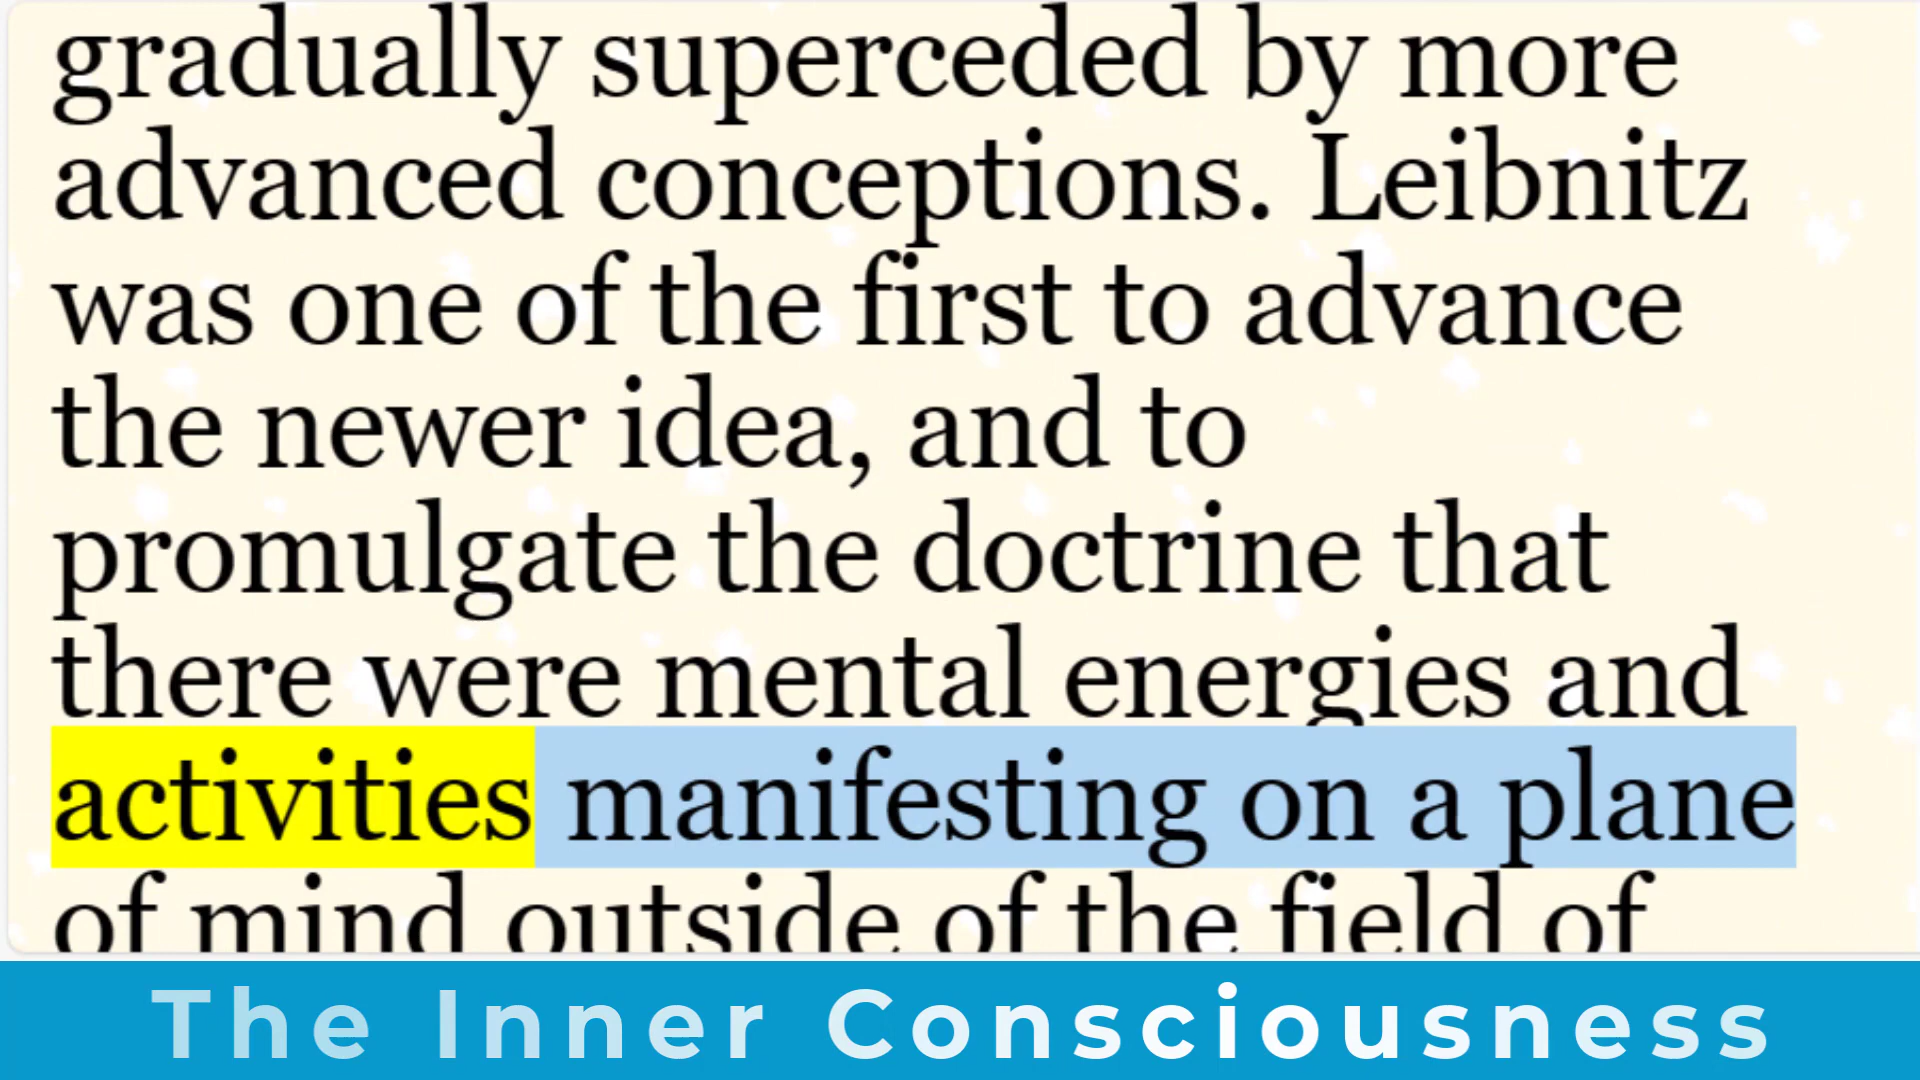 gradually superceded by more
advanced conceptions. Leibnitz
was one of the first to advance
the newer idea, and to
promulgate the doctrine that
there were mental energies and
activities manifesting on a plane
of mind outside of the field of
The Inner Consciousness